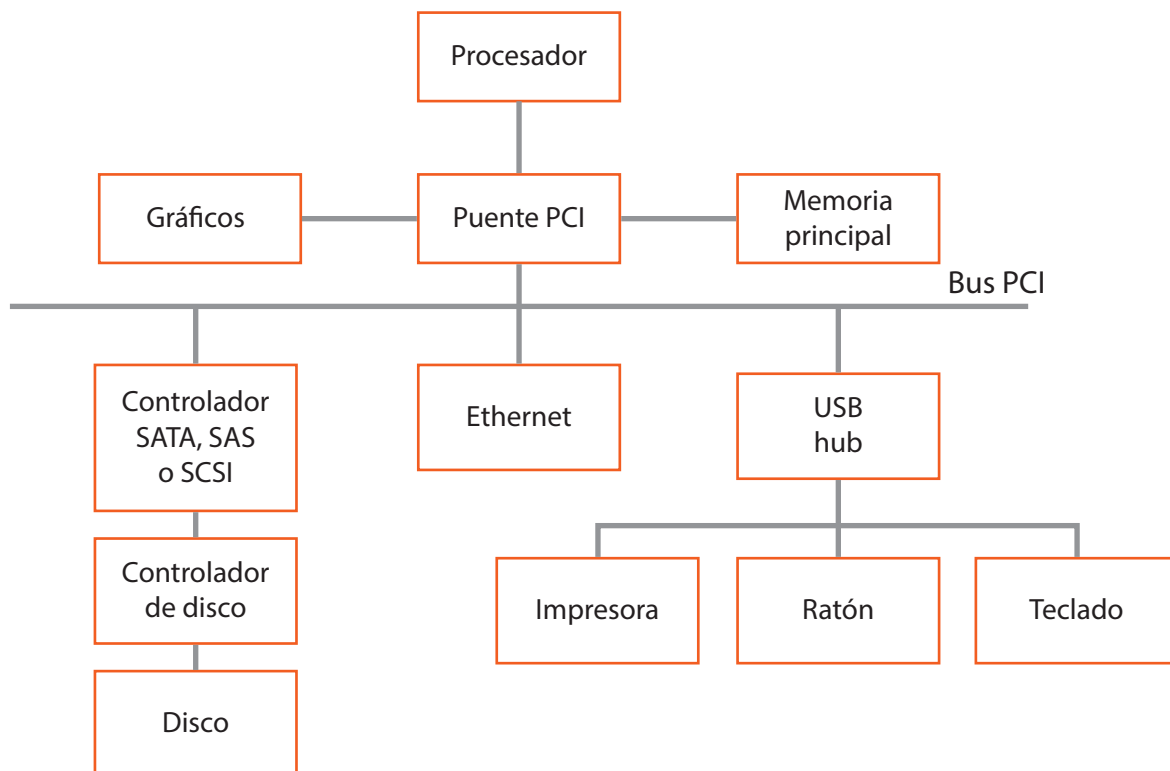 Procesador
Gráficos
Puente PCI
Memoria
principal
Bus PCI
Controlador
SATA, SAS
o SCSI
Ethernet
USB
hub
Controlador
de disco
Impresora
Ratón
Teclado
Disco